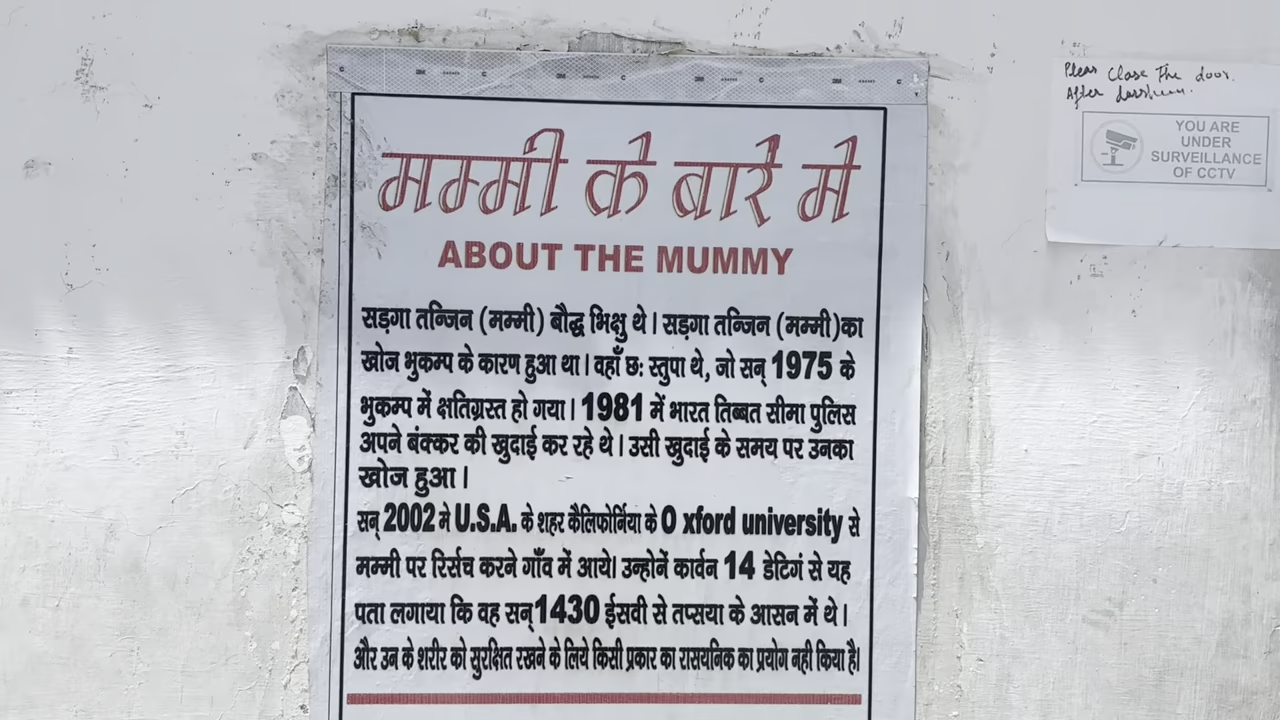 मम्मी के बारे मे
ABOUT THE MUMMY
सड़गा तन्जिन (मम्मी) बौद्ध भिक्षु थे । सड़गा तन्जिन (मम्मी)का
खोज भुकम्प के कारण हुआ था । वहाँ छः स्तुपा थे, जो सन् 1975 के
भुकम्प में क्षतिग्रस्त हो गया । 1981 में भारत तिब्बत सीमा पुलिस
अपने बंक्कर की खुदाई कर रहे थे । उसी खुदाई के समय पर उनका
खोज हुआ ।
सन् 2002 मे U.S.A. के शहर कैलिफोर्निया के O xford university से
मम्मी पर रिर्सच करने गाँव में आये। उन्होनें कार्वन 14 डेटिगं से यह
पता लगाया कि वह सन् 1430 ईसवी से तप्सया के आसन में थे ।
और उन के शरीर को सुरक्षित रखने के लिये किसी प्रकार का रासयनिक का प्रयोग नही किया है।
Pleas Close The door.
After
YOU ARE
UNDER
SURVEILLANCE
OF CCTV